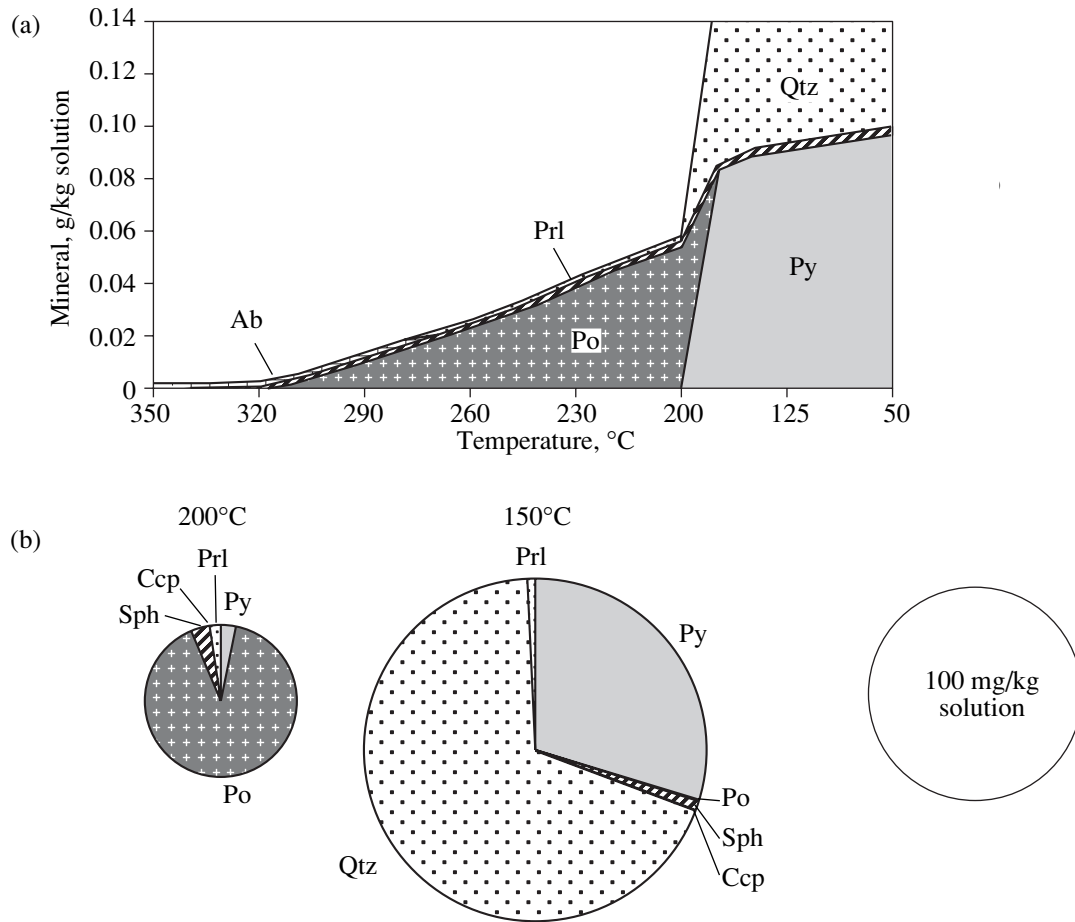 (a)
0.14
0.12
0.10
0.08
0.06
0.04
0.02
0
Mineral, g/kg solution
Qtz
Prl
Py
Ab
Po
350 320 290 260 230 200 125 50
Temperature, °C
(b)
200°C
150°C
Prl
Ccp
Sph
Py
Po
Prl
Py
Po
Sph
Ccp
Qtz
100 mg/kg
solution